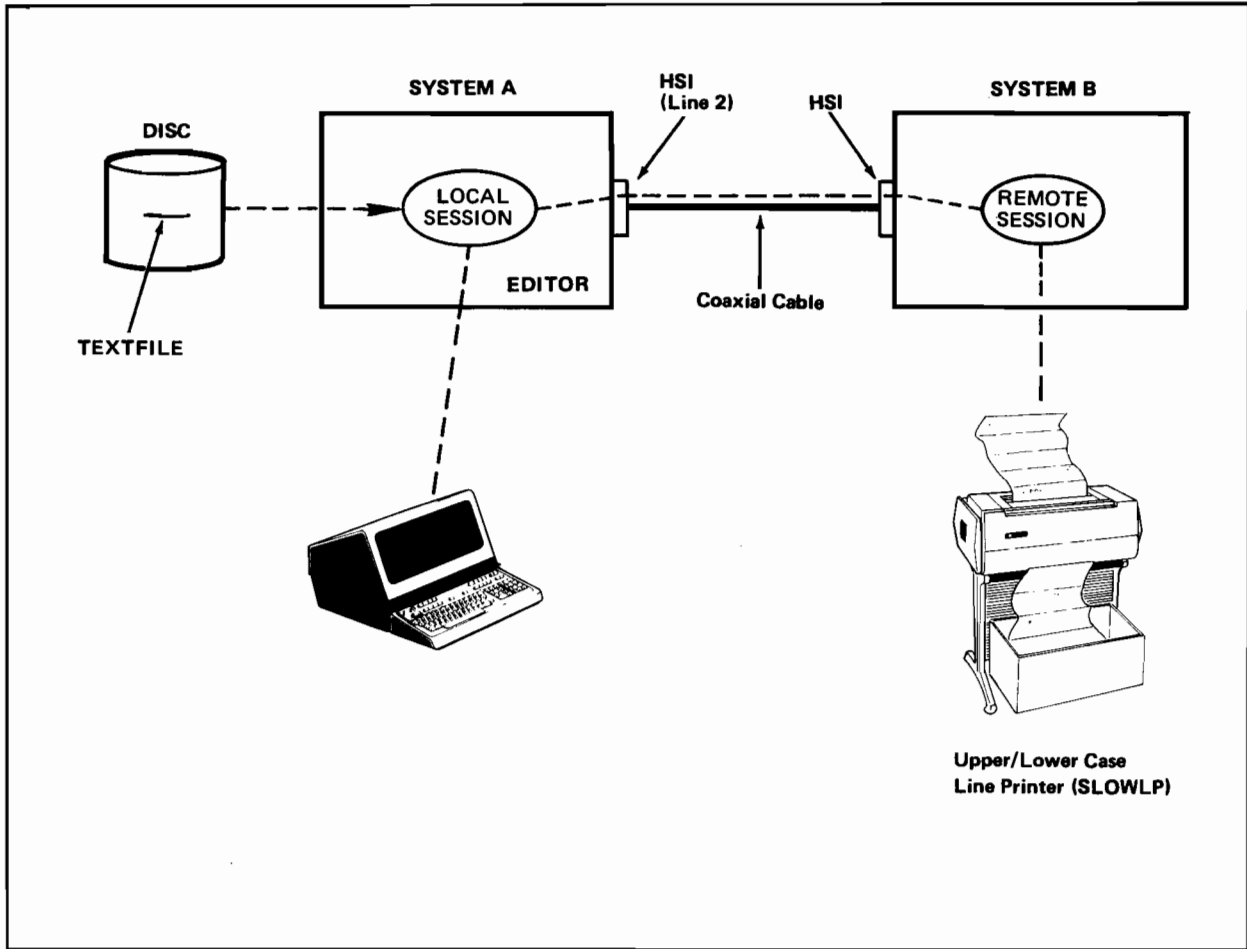 SYSTEM A
HSI
(Line 2)
HSI
SYSTEM B
DISC
LOCAL
SESSION
REMOTE
SESSION
EDITOR
Coaxial Cable
TEXTFILE
Upper/Lower Case
Line Printer (SLOWLP)